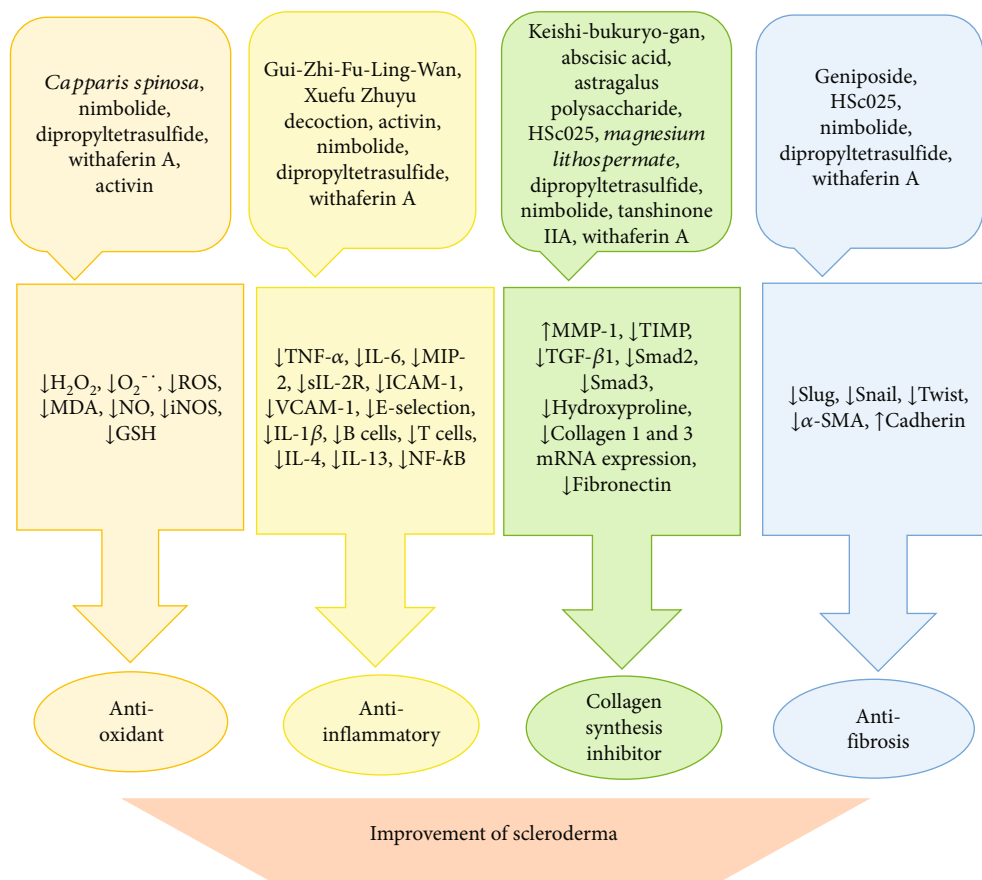 Capparis spinosa,
nimbolide,
dipropyltetrasulfide,
withaferin A,
activin
Gui-Zhi-Fu-Ling-Wan,
Xuefu Zhuyu
decoction, activin,
nimbolide,
dipropyltetrasulfide,
withaferin A
Keishi-bukuryo-gan,
abscisic acid,
astragalus
polysaccharide,
HSc025, magnesium
lithospermate,
dipropyltetrasulfide,
nimbolide, tanshinone
IIA, withaferin A
Geniposide,
HSc025,
nimbolide,
dipropyltetrasulfide,
withaferin A
↓H₂O₂, ↓O₂⁻˙, ↓ROS,
↓MDA, ↓NO, ↓iNOS,
↓GSH
↓TNF-α, ↓IL-6, ↓MIP-
2, ↓sIL-2R, ↓ICAM-1,
↓VCAM-1, ↓E-selection,
↓IL-1β, ↓B cells, ↓T cells,
↓IL-4, ↓IL-13, ↓NF-kB
↑MMP-1, ↓TIMP,
↓TGF-β1, ↓Smad2,
↓Smad3,
↓Hydroxyproline,
↓Collagen 1 and 3
mRNA expression,
↓Fibronectin
↓Slug, ↓Snail, ↓Twist,
↓α-SMA, ↑Cadherin
Anti-
oxidant
Anti-
inflammatory
Collagen
synthesis
inhibitor
Anti-
fibrosis
Improvement of scleroderma